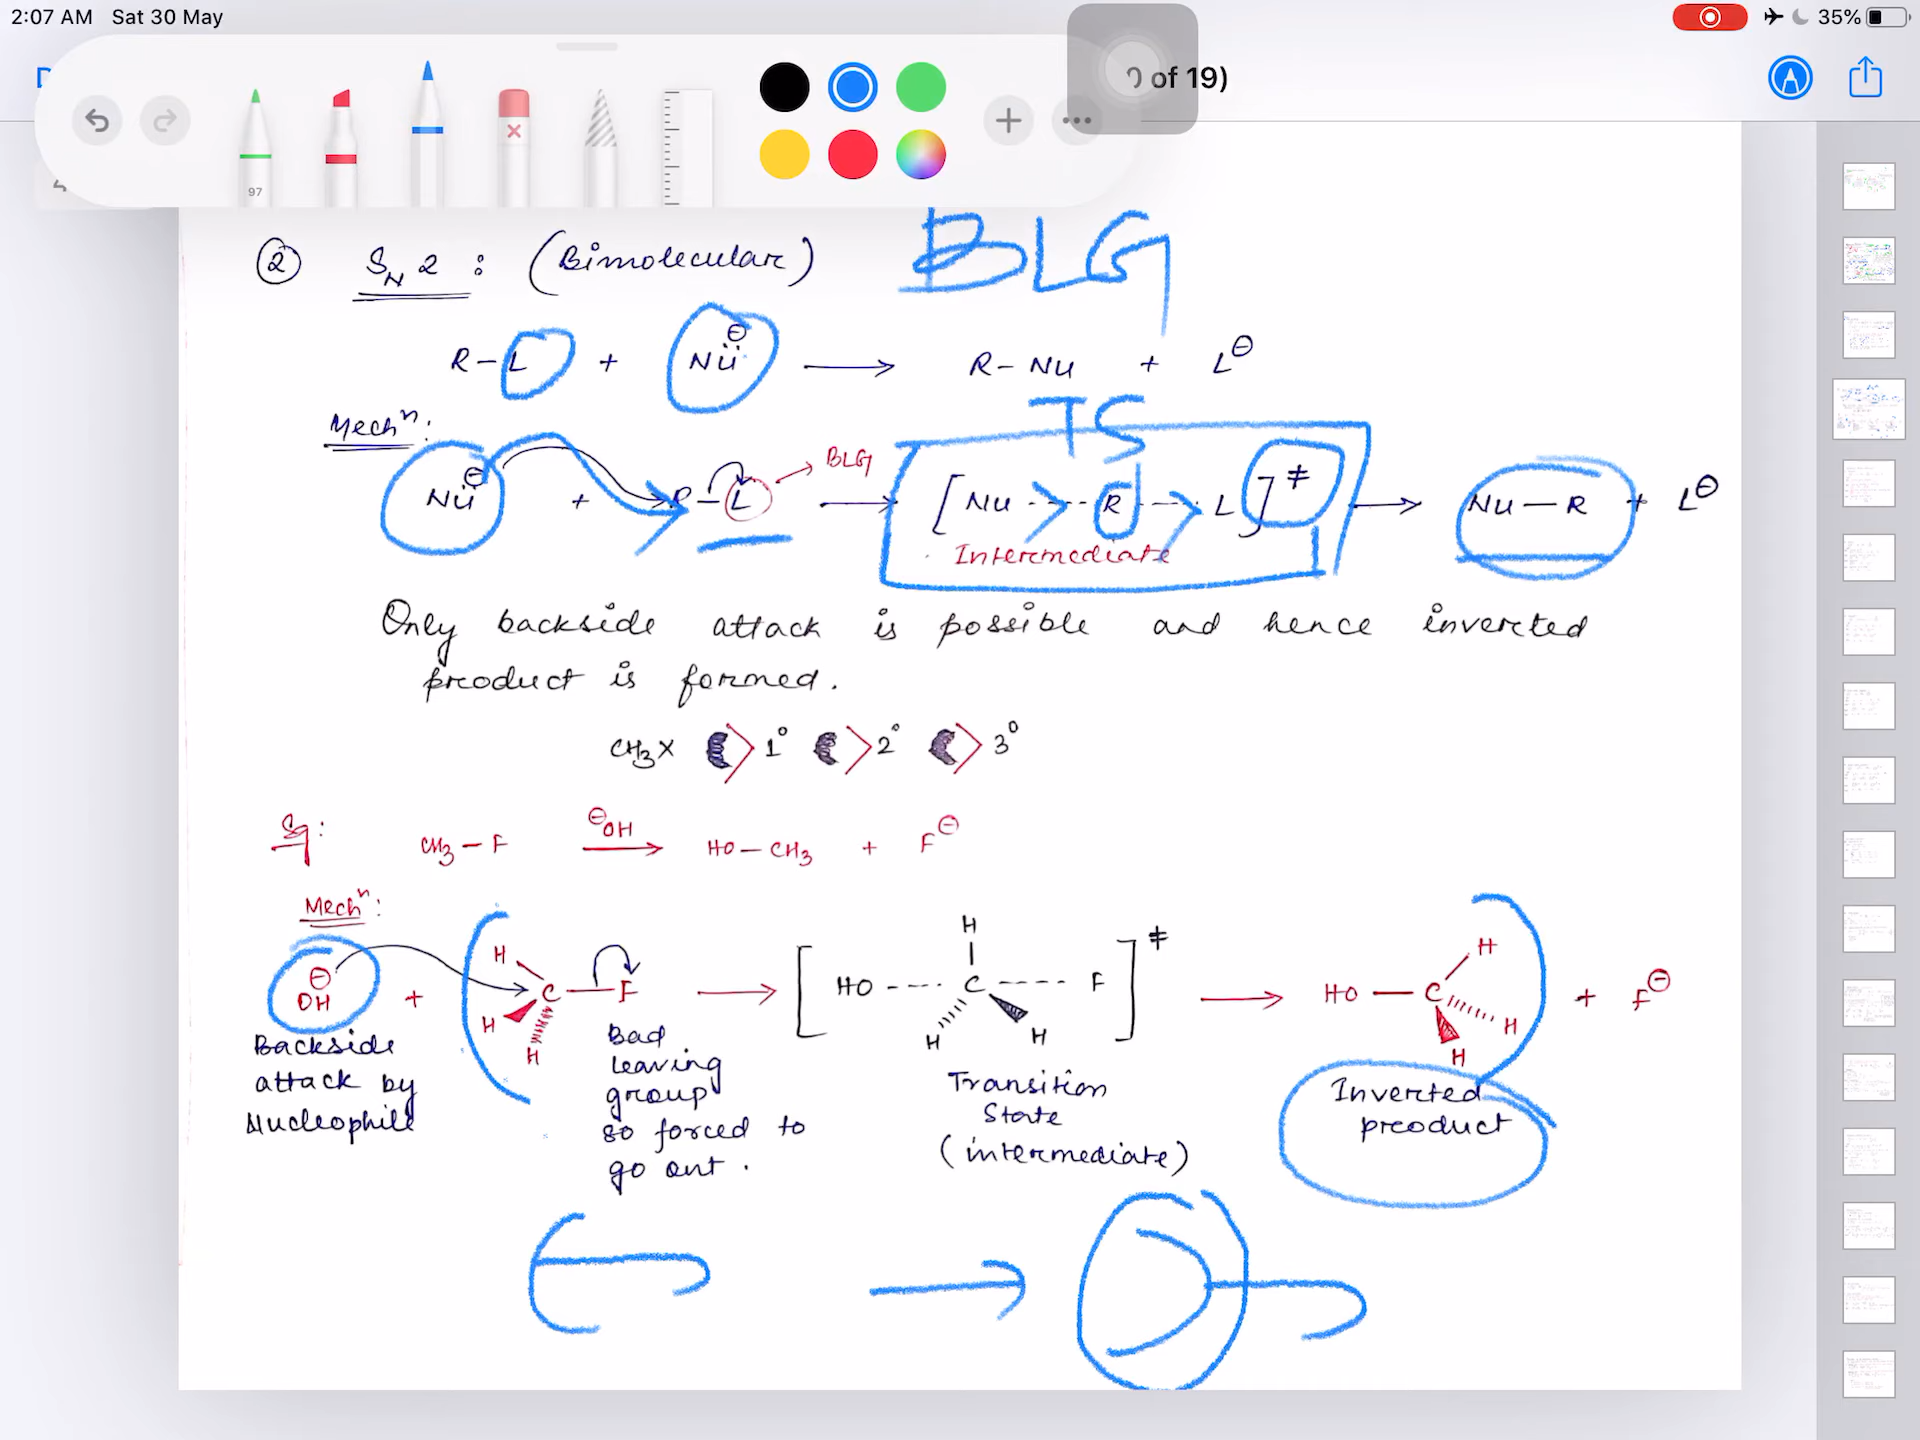 2:07 AM Sat 30 May
35%
of 19)
97
BLG
② SN2 : (Bimolecular)
R–L + Nü⊖ ⟶ R–Nu + L⊖
TS
Mechⁿ:
Nü⊖ + R–L → BLG ⟶ [Nu---R---L]‡ ⟶ Nu–R + L⊖
Intermediate
Only backside attack is possible and hence inverted
product is formed.
CH₃X > 1° > 2° > 3°
Eg: CH₃–F ⊖OH ⟶ HO–CH₃ + F⊖
Mechⁿ:
⊖OH + H H H C–F ⟶ [HO----C----F H H H]‡ ⟶ HO–C H H H + F⊖
Backside
attack by
Nucleophile
Bad
leaving
group
so forced to
go out.
Transition
State
(intermediate)
Inverted
product